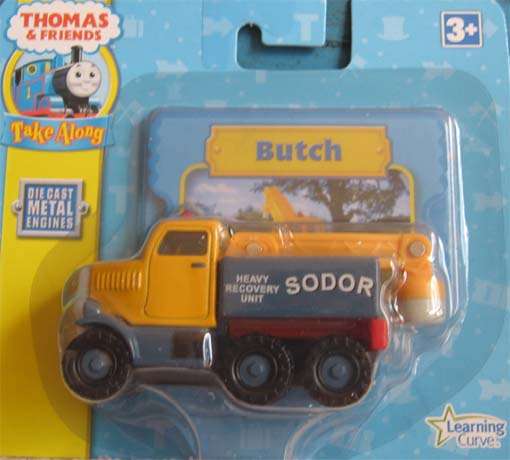 THOMAS
& FRIENDS
Take Along
3+
DIE CAST
METAL
ENGINES
Butch
HEAVY
RECOVERY
UNIT
SODOR
Learning
Curve